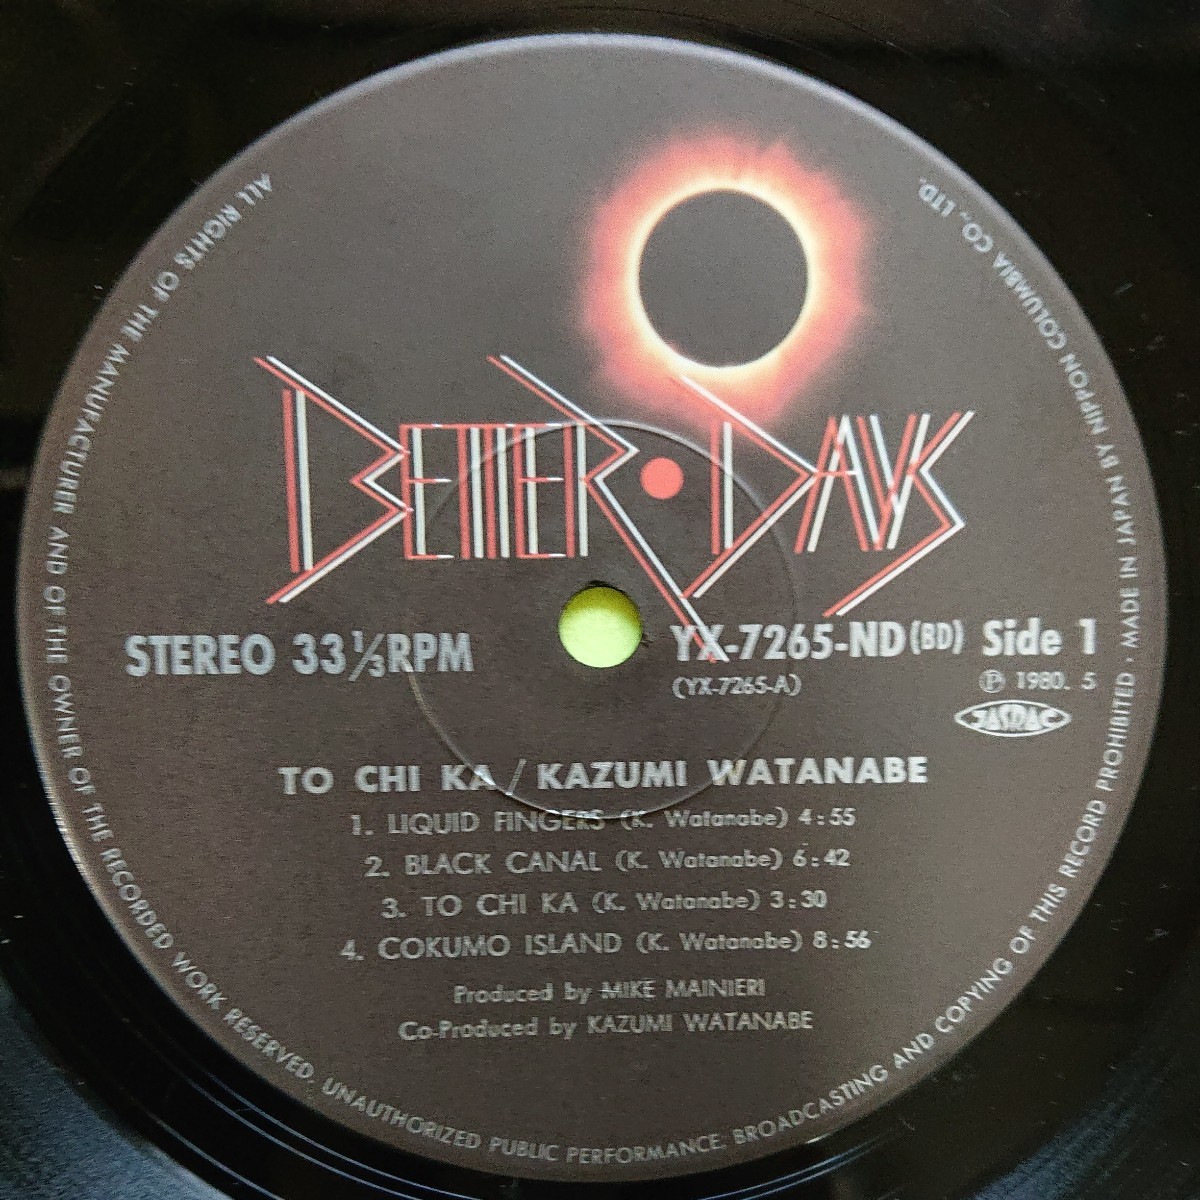 BETTER • DAYS
STEREO 33⅓RPM
YX-7265-ND(BD) Side 1
(YX-7265-A)
Ⓟ 1980. 5
JASRAC
TO CHI KA / KAZUMI WATANABE
1. LIQUID FINGERS (K. Watanabe) 4:55
2. BLACK CANAL (K. Watanabe) 6:42
3. TO CHI KA (K. Watanabe) 3:30
4. COKUMO ISLAND (K. Watanabe) 8:56
Produced by MIKE MAINIERI
Co-Produced by KAZUMI WATANABE
ALL RIGHTS OF THE MANUFACTURER AND OF THE OWNER OF THE RECORDED WORK RESERVED. UNAUTHORIZED PUBLIC PERFORMANCE. BROADCASTING AND COPYING OF THIS RECORD PROHIBITED • MADE IN JAPAN BY NIPPON COLUMBIA CO., LTD.